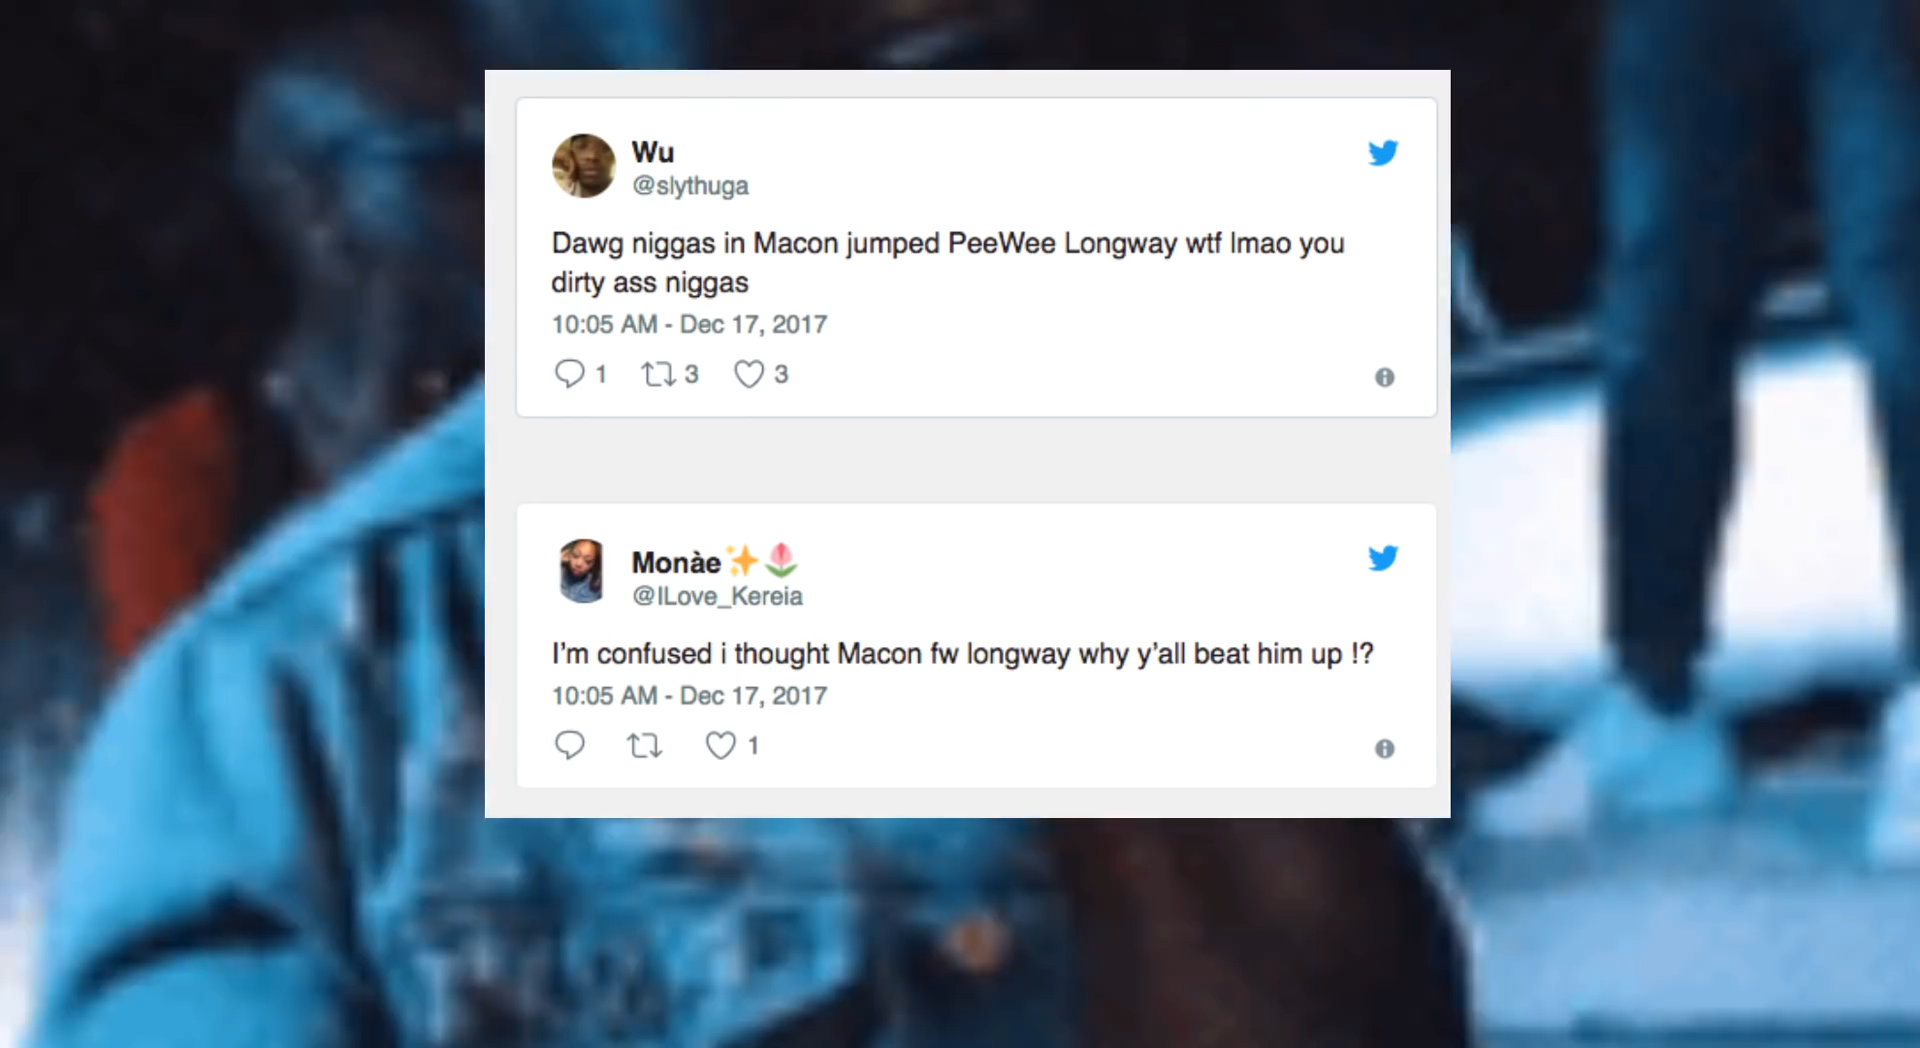 Wu
@slythuga
Dawg niggas in Macon jumped PeeWee Longway wtf lmao you
dirty ass niggas
10:05 AM - Dec 17, 2017
1 3 3
Monàe✨🌷
@ILove_Kereia
I’m confused i thought Macon fw longway why y’all beat him up !?
10:05 AM - Dec 17, 2017
1